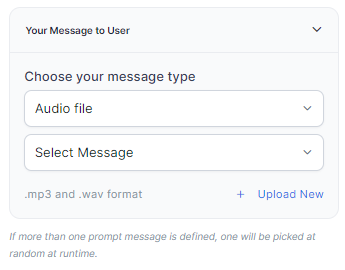 Your Message to User
Choose your message type
Audio file
Select Message
.mp3 and .wav format + Upload New
If more than one prompt message is defined, one will be picked at
random at runtime.